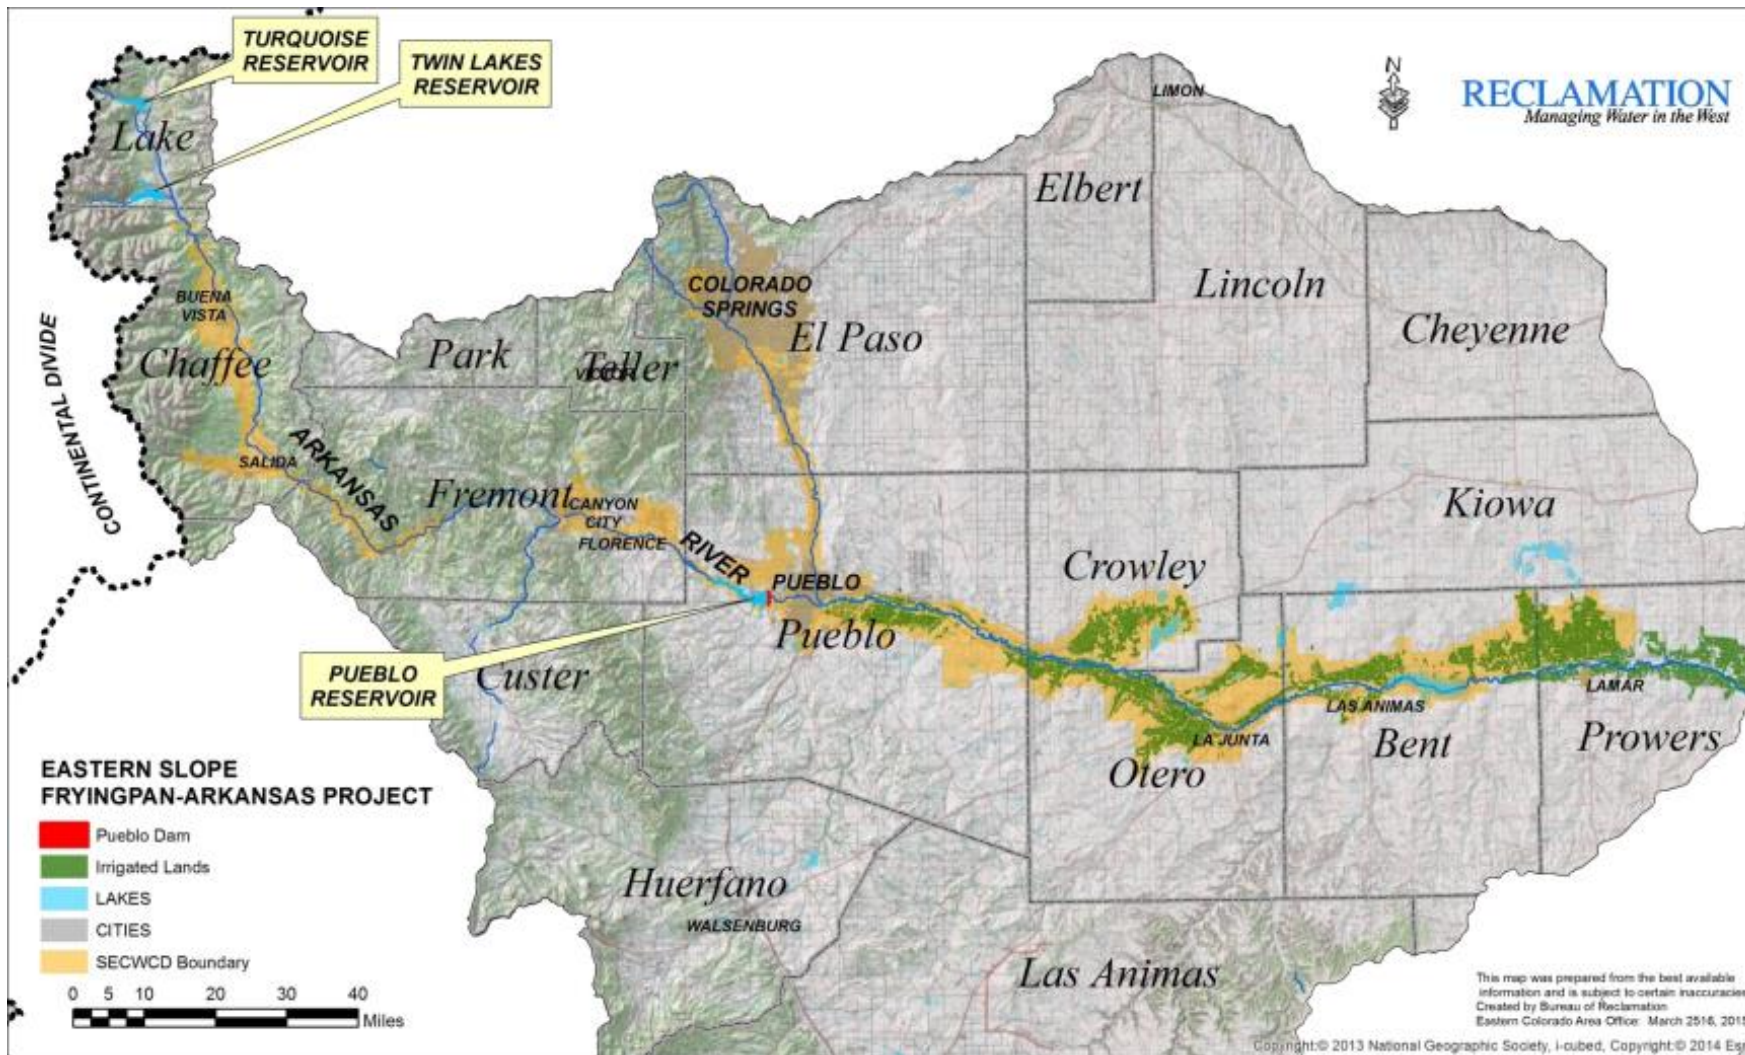 TURQUOISE
RESERVOIR
TWIN LAKES
RESERVOIR
N
RECLAMATION
Managing Water in the West
LIMON
Lake
Elbert
Lincoln
Cheyenne
COLORADO
SPRINGS
El Paso
BUENA
VISTA
Chaffee
Park
Teller
VICTOR
CONTINENTAL DIVIDE
SALIDA
ARKANSAS
Fremont
CANYON
CITY
FLORENCE
RIVER
PUEBLO
Pueblo
Crowley
Kiowa
PUEBLO
RESERVOIR
Custer
LAS ANIMAS
LAMAR
LA JUNTA
Otero
Bent
Prowers
EASTERN SLOPE
FRYINGPAN-ARKANSAS PROJECT
Pueblo Dam
Irrigated Lands
LAKES
CITIES
SECWCD Boundary
0 5 10 20 30 40
Miles
Huerfano
WALSENBURG
Las Animas
This map was prepared from the best available
information and is subject to certain inaccuracies
Created by Bureau of Reclamation
Eastern Colorado Area Office: March 2516, 2015
Copyright:© 2013 National Geographic Society, i-cubed, Copyright:© 2014 Esri